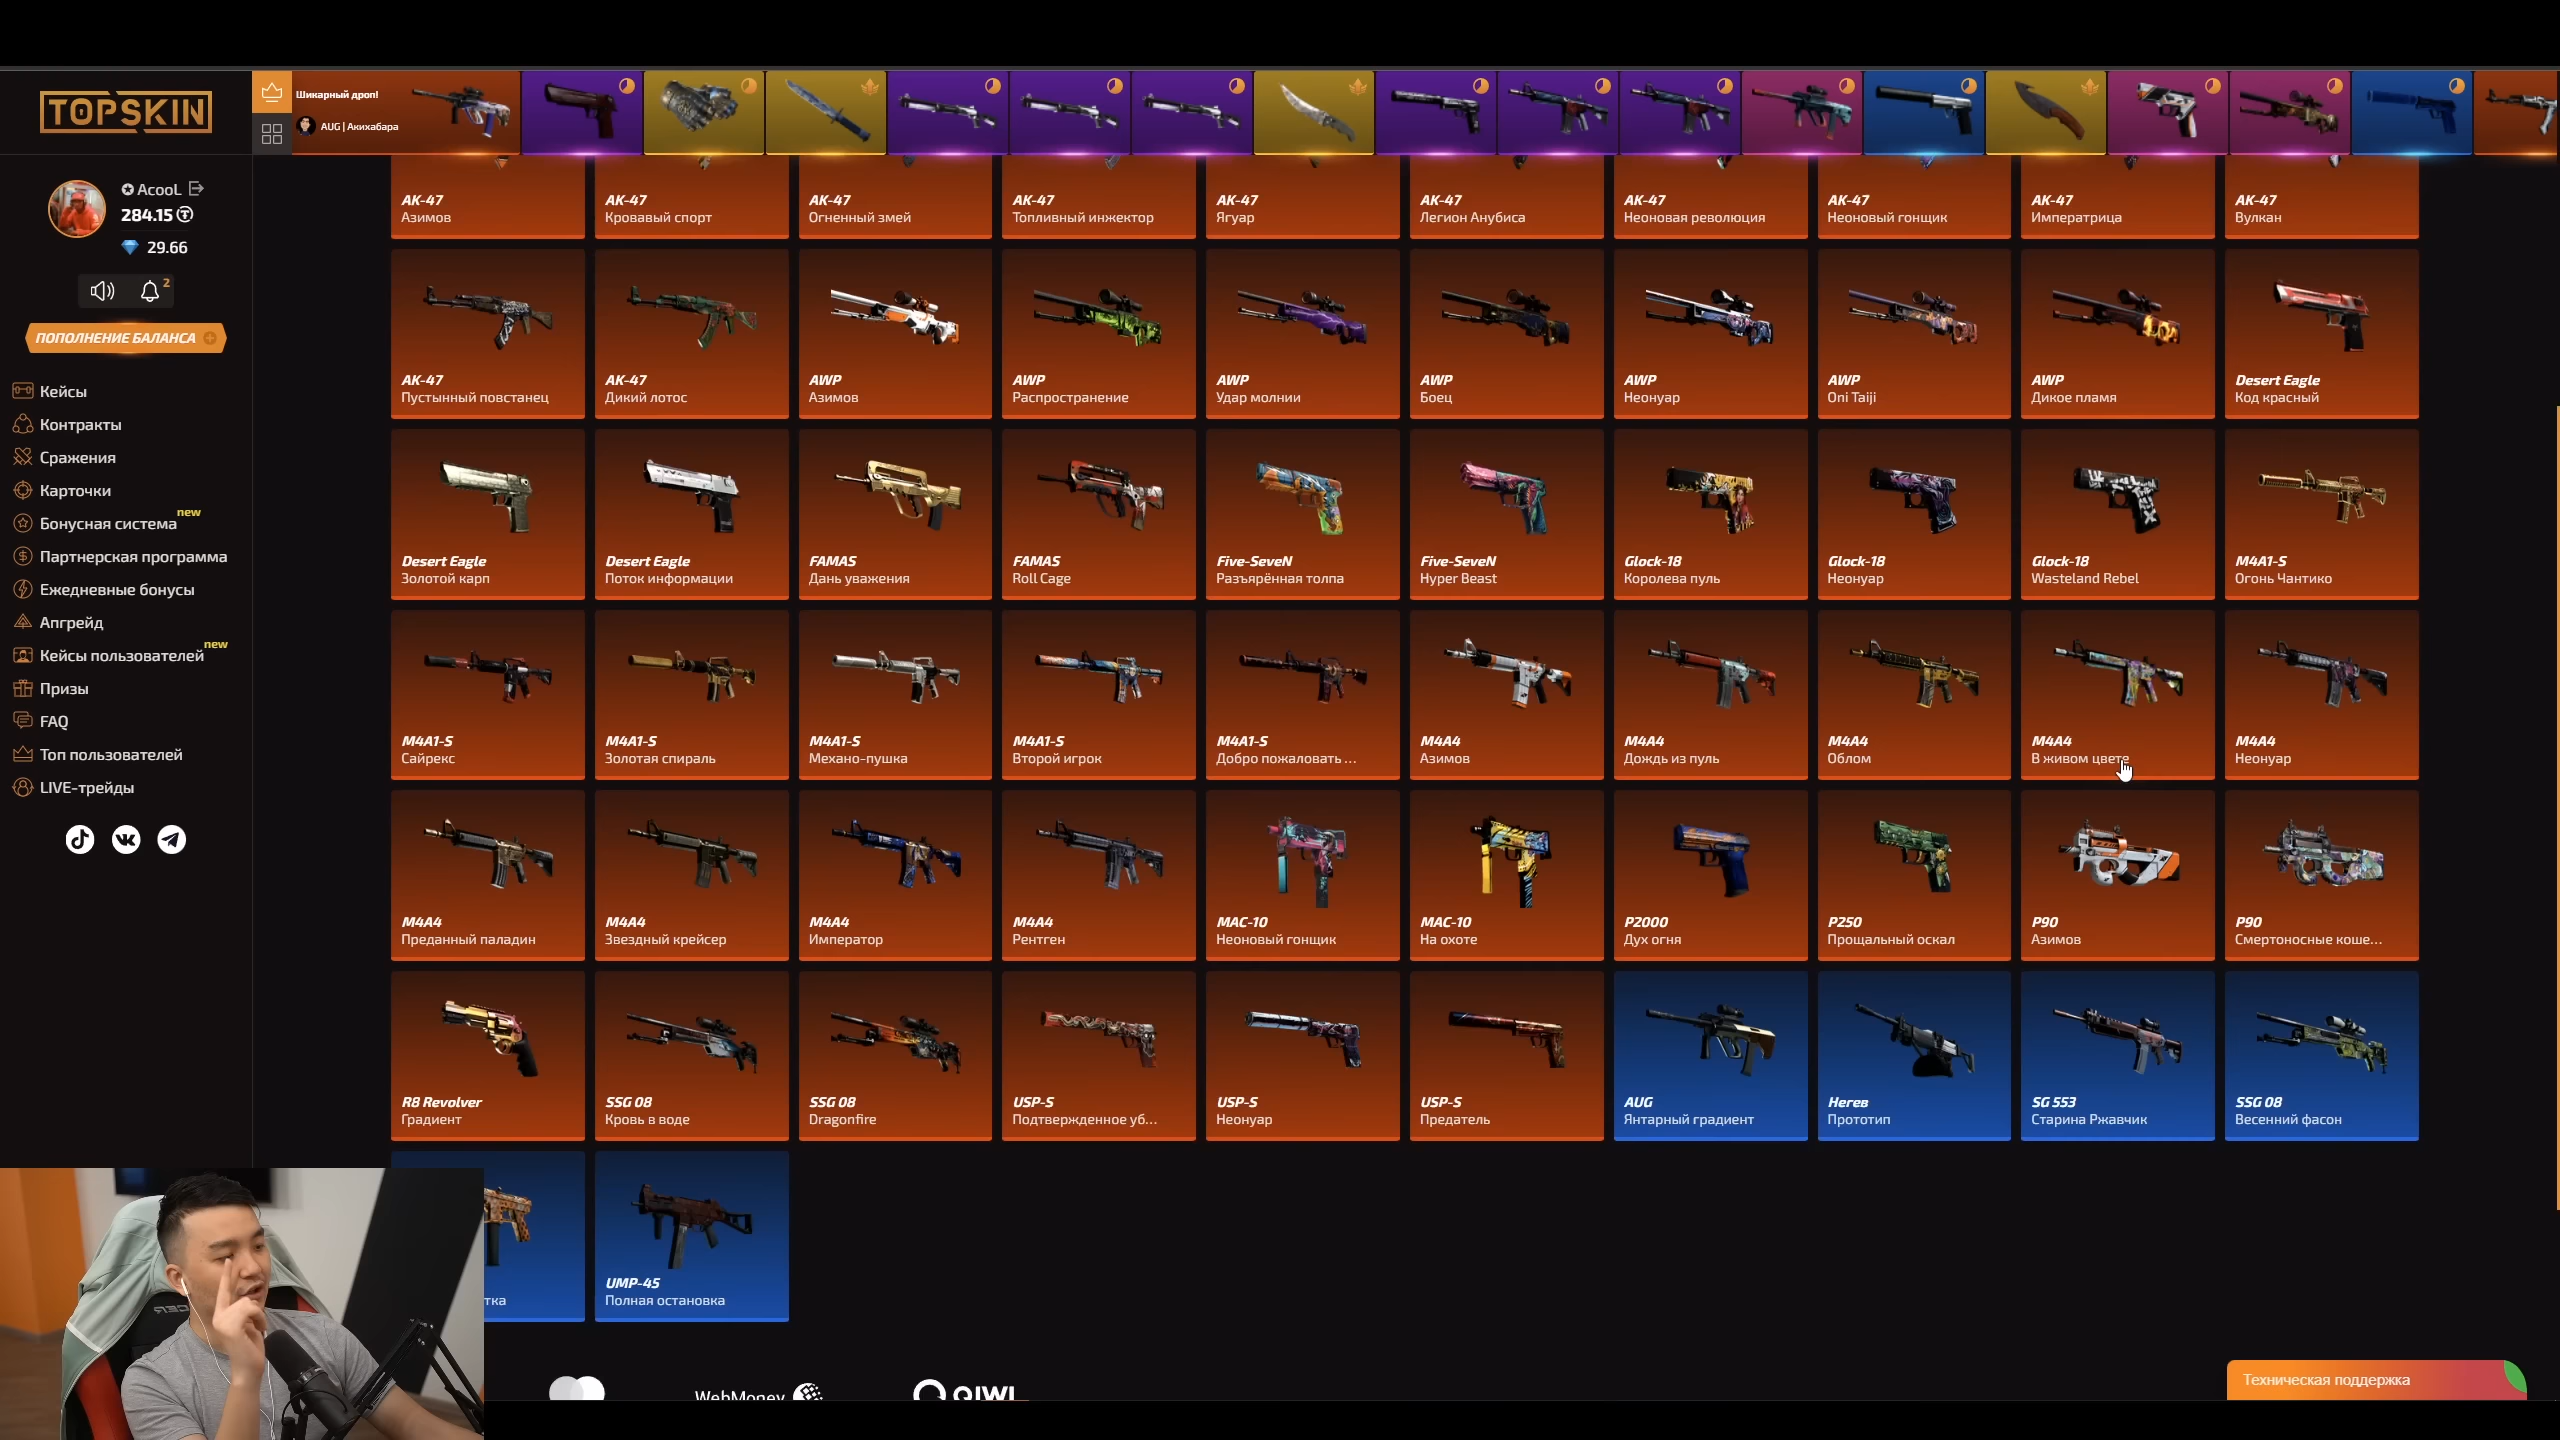 TOPSKIN
Шикарный дроп!
AUG | Акихабара
AcooL
284.15
29.66
2
ПОПОЛНЕНИЕ БАЛАНСА
Кейсы
Контракты
Сражения
Карточки
Бонусная система new
Партнерская программа
Ежедневные бонусы
Апгрейд
Кейсы пользователей new
Призы
FAQ
Топ пользователей
LIVE-трейды
AK-47
Азимов
AK-47
Кровавый спорт
AK-47
Огненный змей
AK-47
Топливный инжектор
AK-47
Ягуар
AK-47
Легион Анубиса
AK-47
Неоновая революция
AK-47
Неоновый гонщик
AK-47
Императрица
AK-47
Вулкан
AK-47
Пустынный повстанец
AK-47
Дикий лотос
AWP
Азимов
AWP
Распространение
AWP
Удар молнии
AWP
Боец
AWP
Неонуар
AWP
Oni Taiji
AWP
Дикое пламя
Desert Eagle
Код красный
Desert Eagle
Золотой карп
Desert Eagle
Поток информации
FAMAS
Дань уважения
FAMAS
Roll Cage
Five-SeveN
Разъярённая толпа
Five-SeveN
Hyper Beast
Glock-18
Королева пуль
Glock-18
Неонуар
Glock-18
Wasteland Rebel
M4A1-S
Огонь Чантико
M4A1-S
Сайрекс
M4A1-S
Золотая спираль
M4A1-S
Механо-пушка
M4A1-S
Второй игрок
M4A1-S
Добро пожаловать ...
M4A4
Азимов
M4A4
Дождь из пуль
M4A4
Облом
M4A4
В живом цвете
M4A4
Неонуар
M4A4
Преданный паладин
M4A4
Звездный крейсер
M4A4
Император
M4A4
Рентген
MAC-10
Неоновый гонщик
MAC-10
На охоте
P2000
Дух огня
P250
Прощальный оскал
P90
Азимов
P90
Смертоносные коше...
R8 Revolver
Градиент
SSG 08
Кровь в воде
SSG 08
Dragonfire
USP-S
Подтвержденное уб...
USP-S
Неонуар
USP-S
Предатель
AUG
Янтарный градиент
Негев
Прототип
SG 553
Старина Ржавчик
SSG 08
Весенний фасон
тка
UMP-45
Полная остановка
WebMoney
QIWI
Техническая поддержка